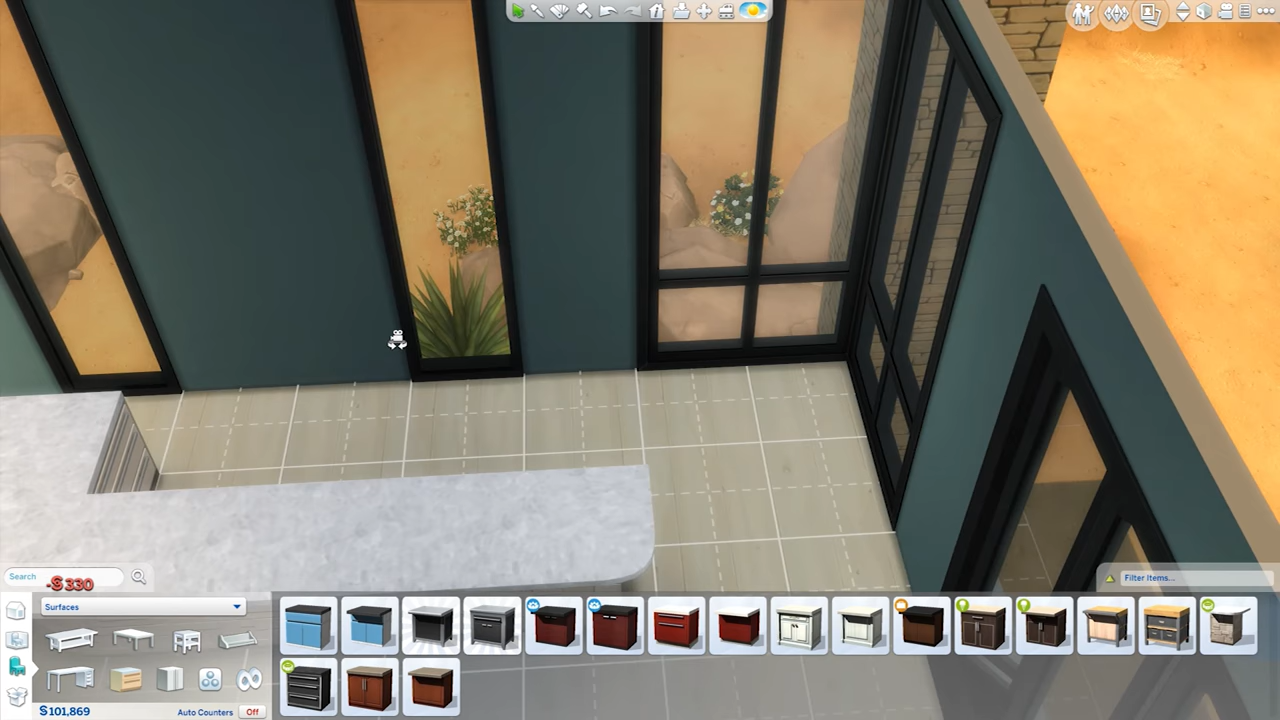 Search
-§330
Filter Items...
Surfaces
§101,869
Auto Counters
Off